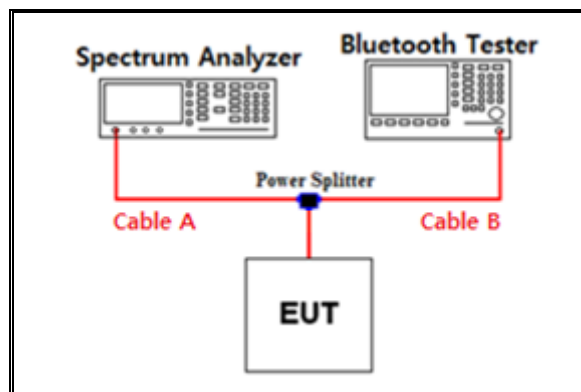 Spectrum Analyzer
Bluetooth Tester
Power Splitter
Cable A
Cable B
EUT